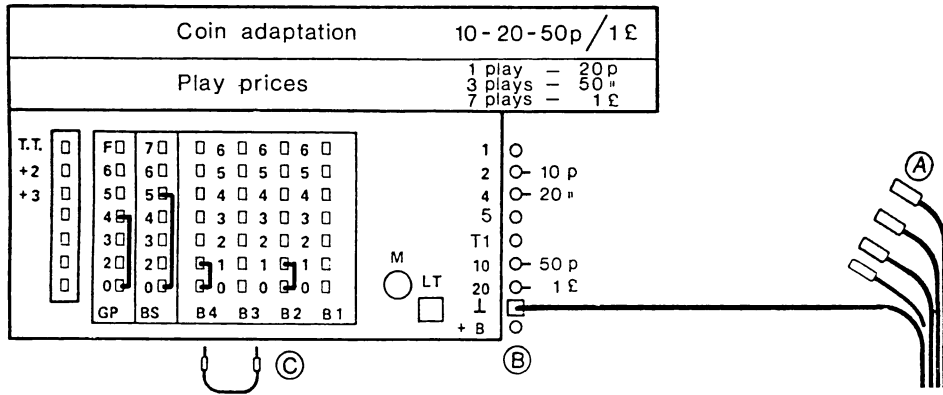 Coin adaptation 10-20-50p/1£
Play prices
1 play — 20p
3 plays — 50 "
7 plays — 1£
T.T. F 7 6 6 6 1
+2 6 6 5 5 5 2 10 p
+3 5 5 4 4 4 4 20 "
4 4 3 3 3 5
3 3 2 2 2 T1
2 2 1 1 1 10 50 p
0 0 0 0 0 20 1£
M
LT
⊥
+ B
GP BS B4 B3 B2 B1
A
B
C